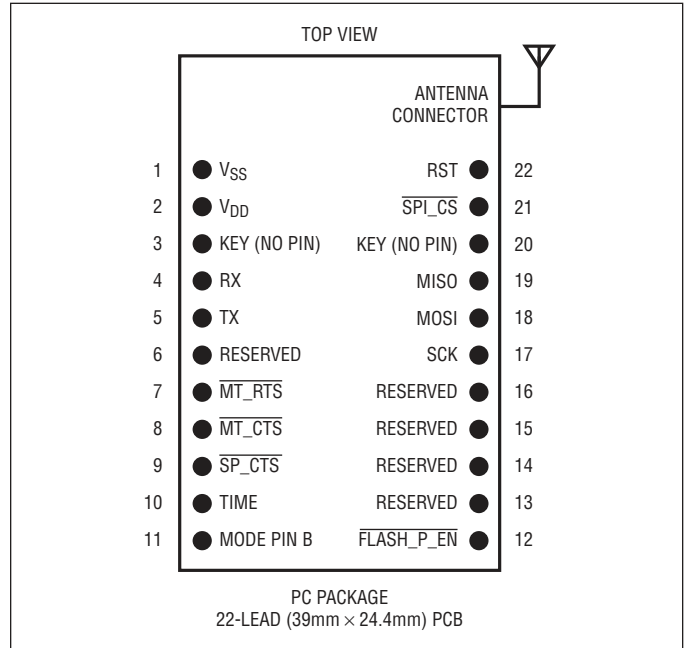 TOP VIEW
ANTENNA
CONNECTOR
1 VSS RST 22
2 VDD SPI_CS 21
3 KEY (NO PIN) KEY (NO PIN) 20
4 RX MISO 19
5 TX MOSI 18
6 RESERVED SCK 17
7 MT_RTS RESERVED 16
8 MT_CTS RESERVED 15
9 SP_CTS RESERVED 14
10 TIME RESERVED 13
11 MODE PIN B FLASH_P_EN 12
PC PACKAGE
22-LEAD (39mm × 24.4mm) PCB